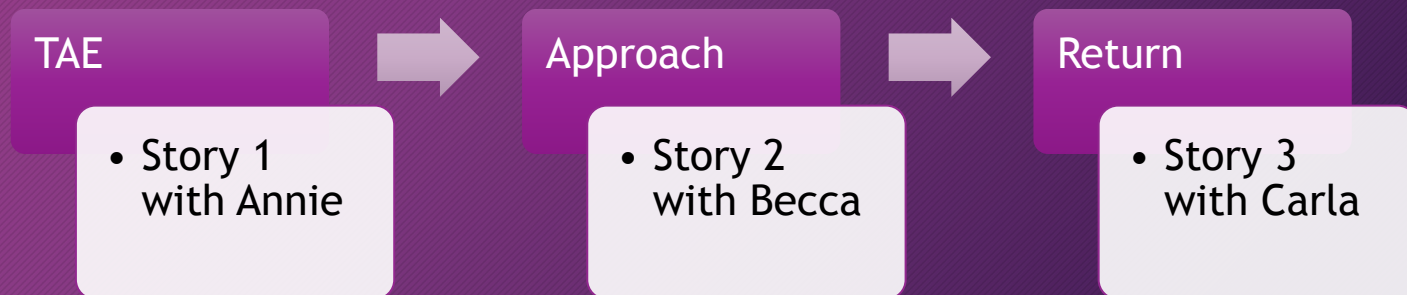 TAE
• Story 1
with Annie
Approach
• Story 2
with Becca
Return
• Story 3
with Carla